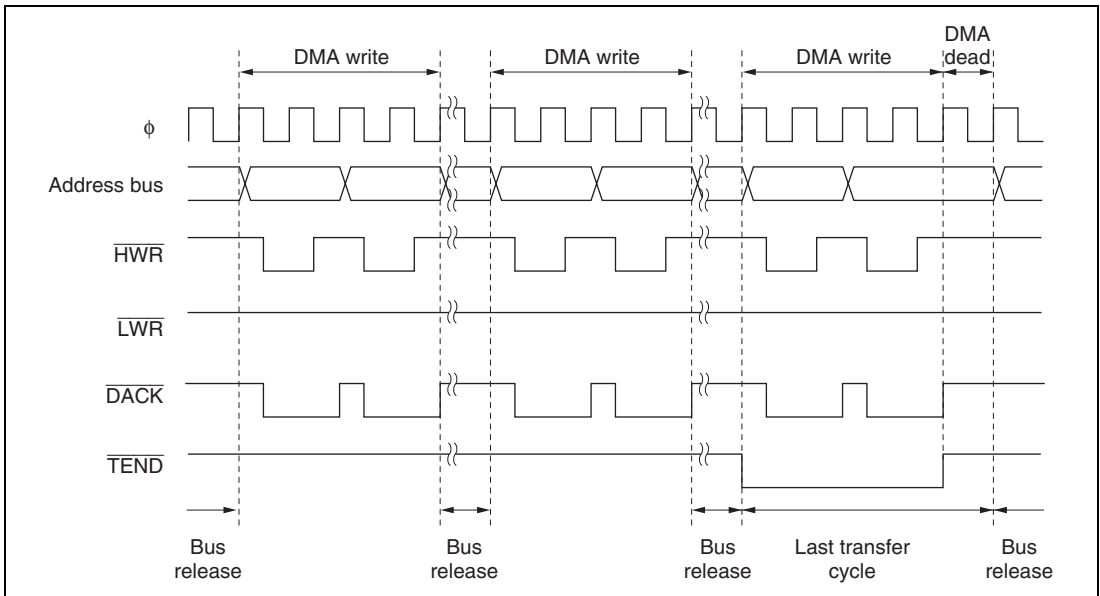 DMA write
DMA write
DMA write
DMA
dead
ϕ
Address bus
HWR
LWR
DACK
TEND
Bus
release
Bus
release
Bus
release
Last transfer
cycle
Bus
release